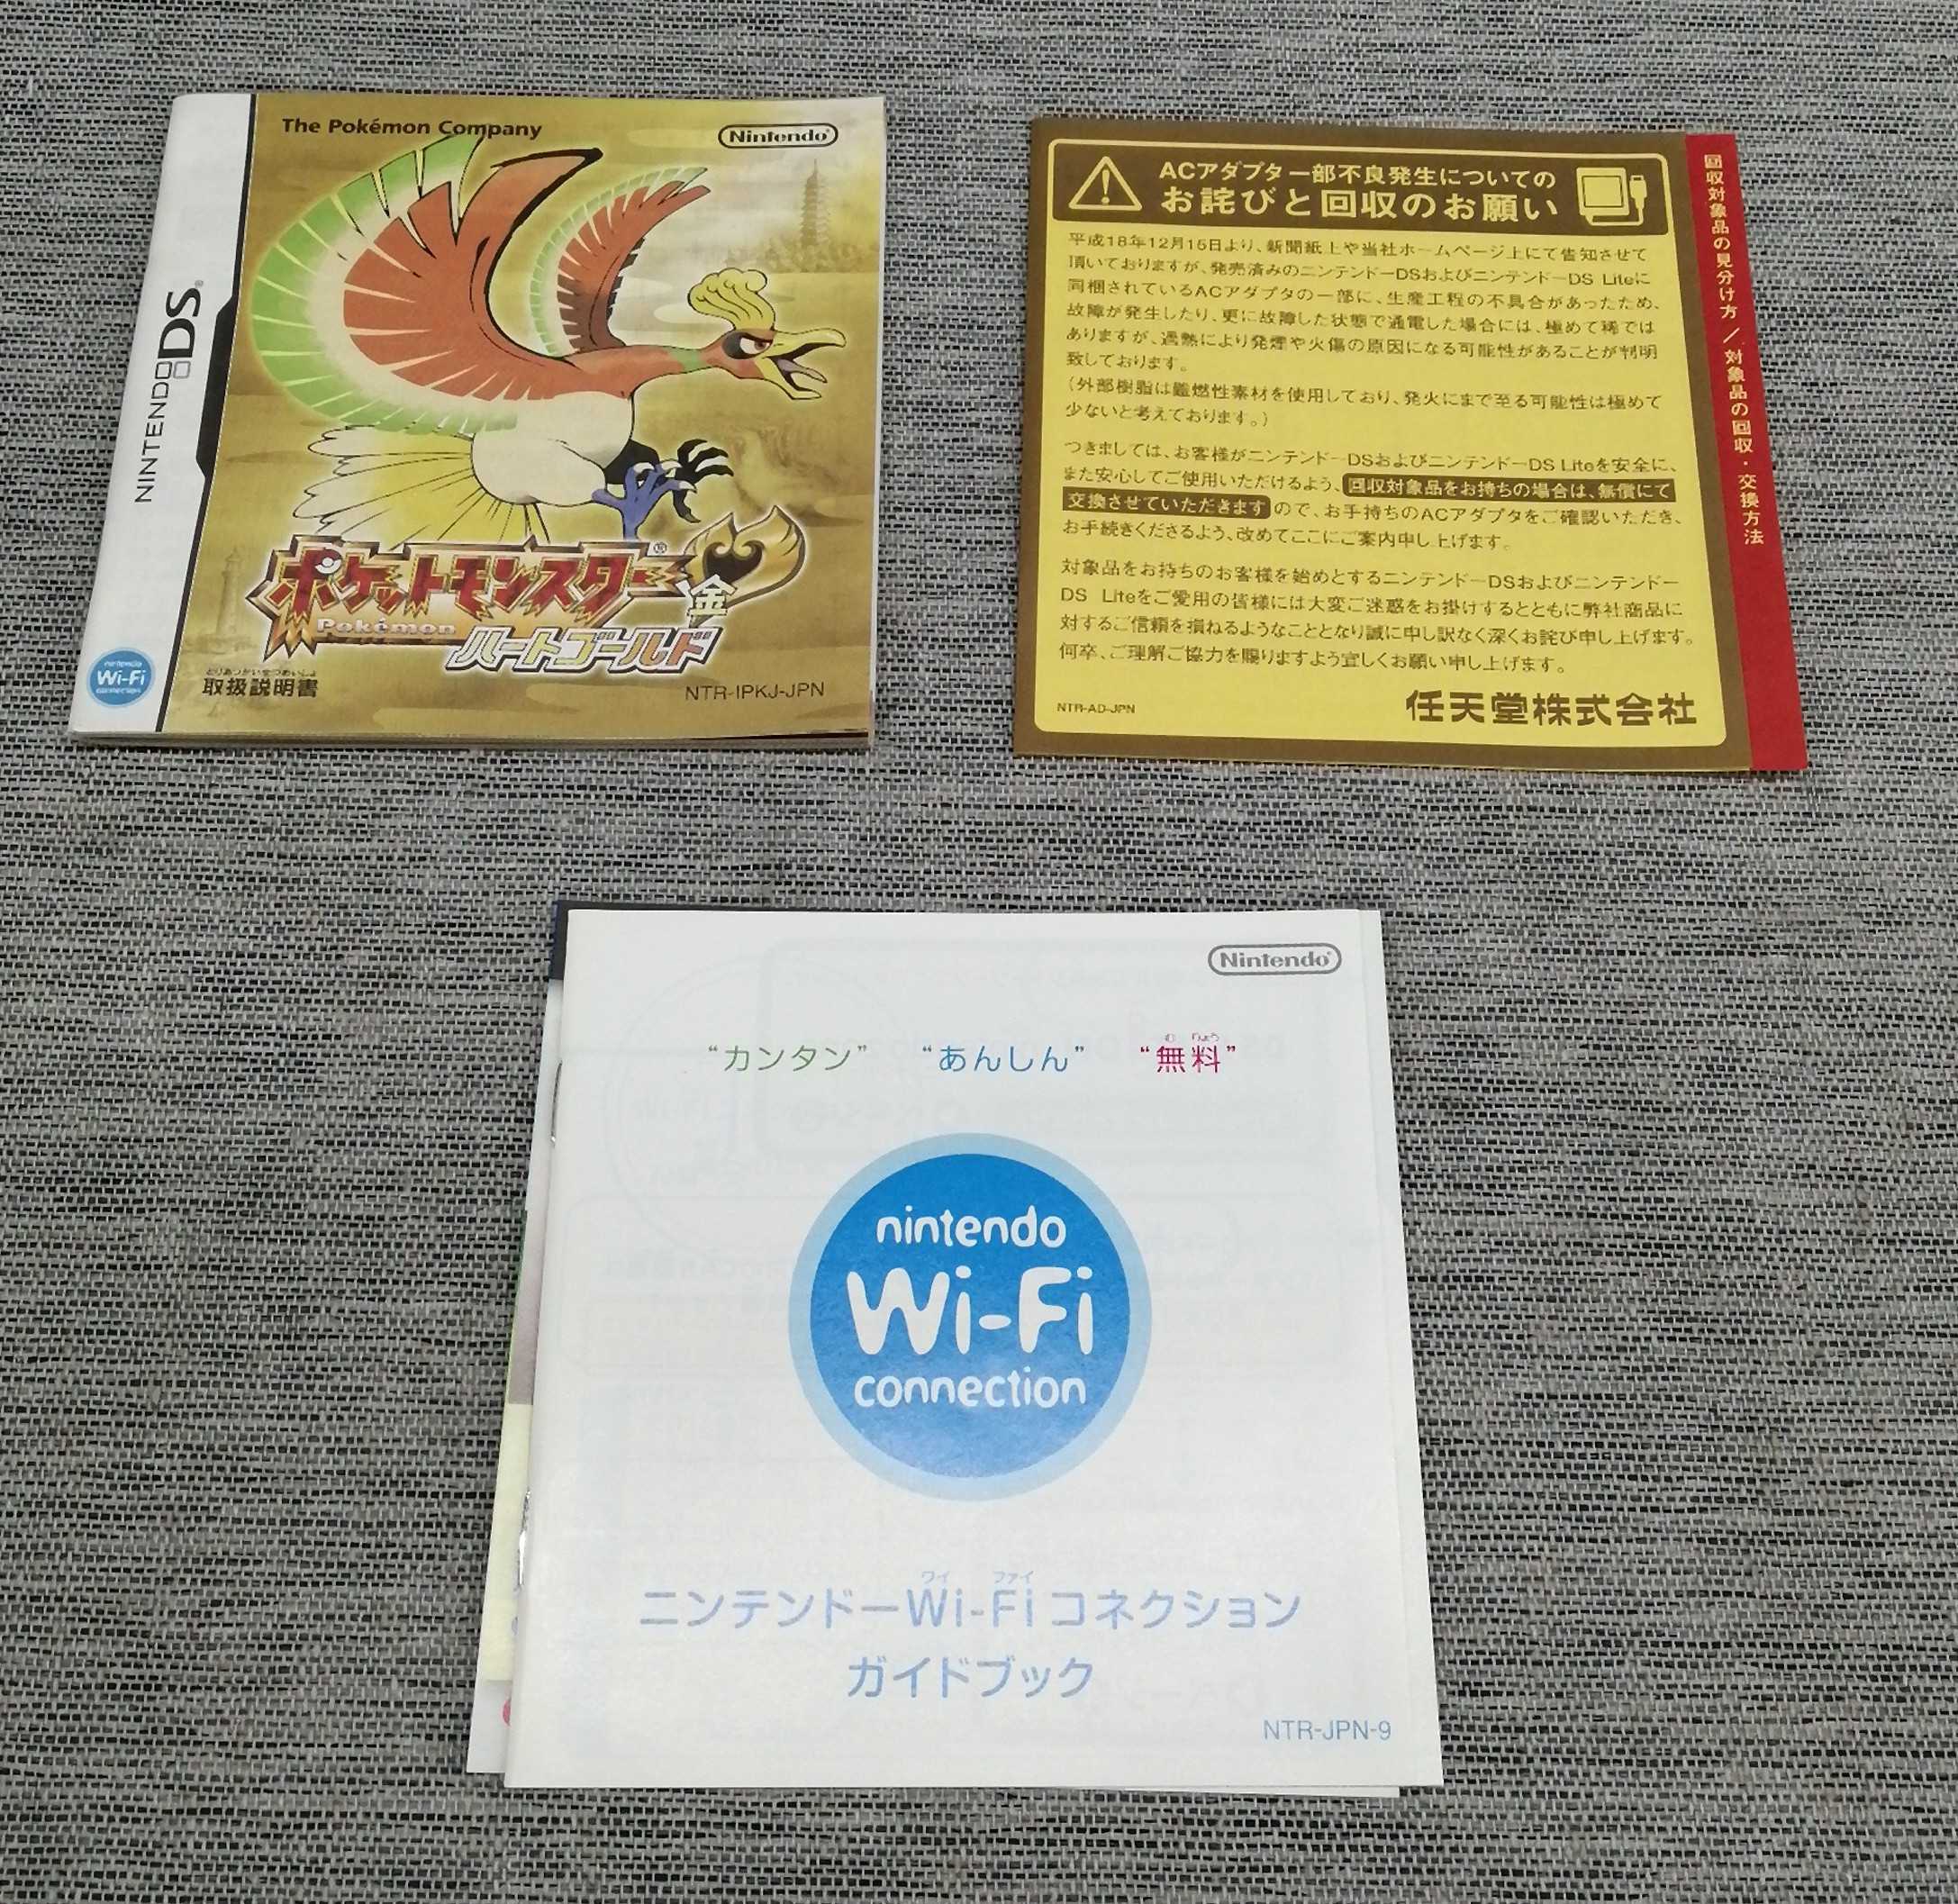 The Pokémon Company
Nintendo®
NINTENDO DS®
ポケットモンスター®
金
Pokémon
ハートゴールド
nintendo
Wi-Fi
connection
とりあつかいせつめいしょ
取扱説明書
NTR-IPKJ-JPN
ACアダプタ一部不良発生についての
お詫びと回収のお願い
平成18年12月15日より、新聞紙上や当社ホームページ上にて告知させて
頂いておりますが、発売済みのニンテンドーDSおよびニンテンドーDS Liteに
同梱されているACアダプタの一部に、生産工程の不具合があったため、
故障が発生したり、更に故障した状態で通電した場合には、極めて稀では
ありますが、過熱により発煙や火傷の原因になる可能性があることが判明
致しております。
(外部樹脂は難燃性素材を使用しており、発火にまで至る可能性は極めて
少ないと考えております。)
つきましては、お客様がニンテンドーDSおよびニンテンドーDS Liteを安全に、
また安心してご使用いただけるよう、回収対象品をお持ちの場合は、無償にて
交換させていただきますので、お手持ちのACアダプタをご確認いただき、
お手続きくださるよう、改めてここにご案内申し上げます。
対象品をお持ちのお客様を始めとするニンテンドーDSおよびニンテンドー
DS Liteをご愛用の皆様には大変ご迷惑をお掛けするとともに弊社商品に
対するご信頼を損ねるようなこととなり誠に申し訳なく深くお詫び申し上げます。
何卒、ご理解ご協力を賜りますよう宜しくお願い申し上げます。
NTR-AD-JPN
任天堂株式会社
回収対象品の見分け方／対象品の回収・交換方法
Nintendo®
“カンタン” “あんしん” “無料”
む りょう
nintendo
Wi-Fi
connection
ワイ ファイ
ニンテンドーWi-Fiコネクション
ガイドブック
NTR-JPN-9